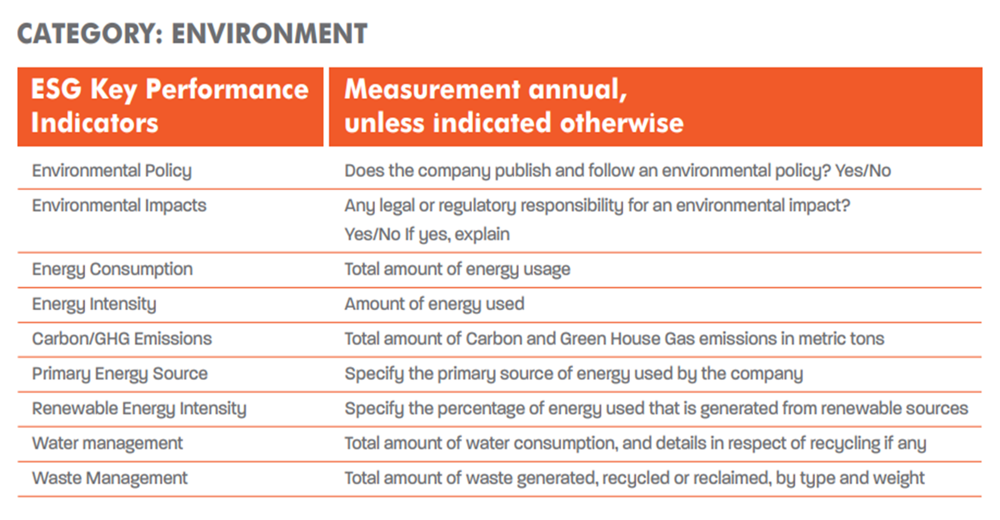 CATEGORY: ENVIRONMENT
ESG Key Performance
Indicators
Measurement annual,
unless indicated otherwise
Environmental Policy
Does the company publish and follow an environmental policy? Yes/No
Environmental Impacts
Any legal or regulatory responsibility for an environmental impact?
Yes/No If yes, explain
Energy Consumption
Total amount of energy usage
Energy Intensity
Amount of energy used
Carbon/GHG Emissions
Total amount of Carbon and Green House Gas emissions in metric tons
Primary Energy Source
Specify the primary source of energy used by the company
Renewable Energy Intensity
Specify the percentage of energy used that is generated from renewable sources
Water management
Total amount of water consumption, and details in respect of recycling if any
Waste Management
Total amount of waste generated, recycled or reclaimed, by type and weight